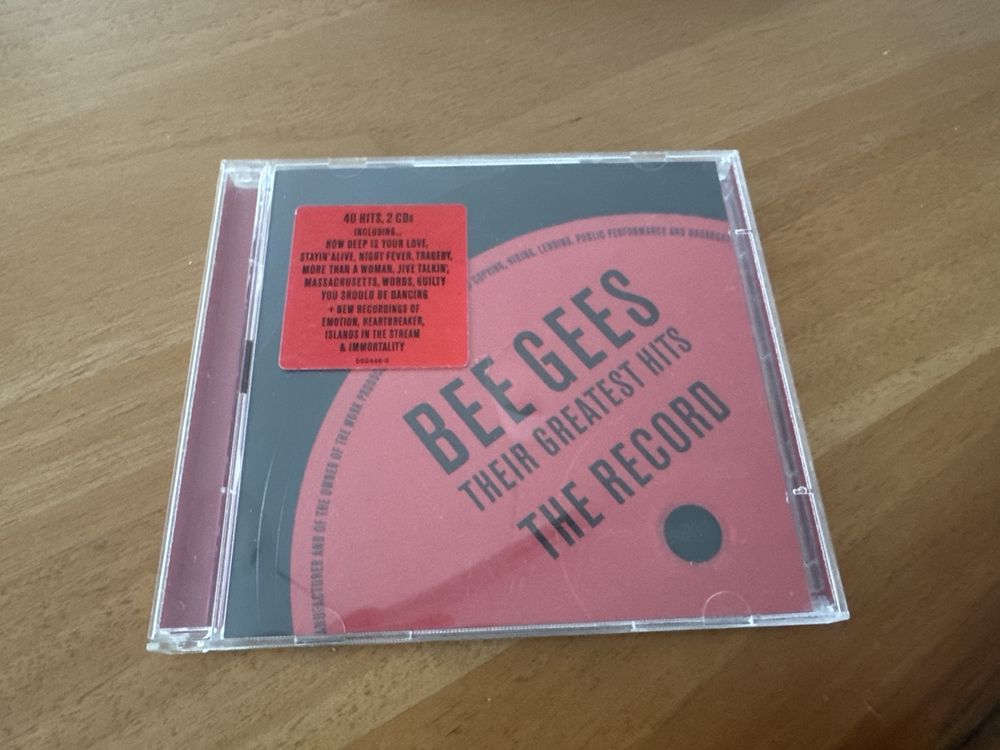 40 HITS, 2 CDs
INCLUDING...
HOW DEEP IS YOUR LOVE,
STAYIN' ALIVE, NIGHT FEVER, TRAGEDY,
MORE THAN A WOMAN, JIVE TALKIN',
MASSACHUSETTS, WORDS, GUILTY
YOU SHOULD BE DANCING
+ NEW RECORDINGS OF
EMOTION, HEARTBREAKER,
ISLANDS IN THE STREAM
& IMMORTALITY
BEE GEES
THEIR GREATEST HITS
THE RECORD
AND OF THE OWNER OF THE WORK
COPYING, HIRING, LENDING, PUBLIC PERFORMANCE AND